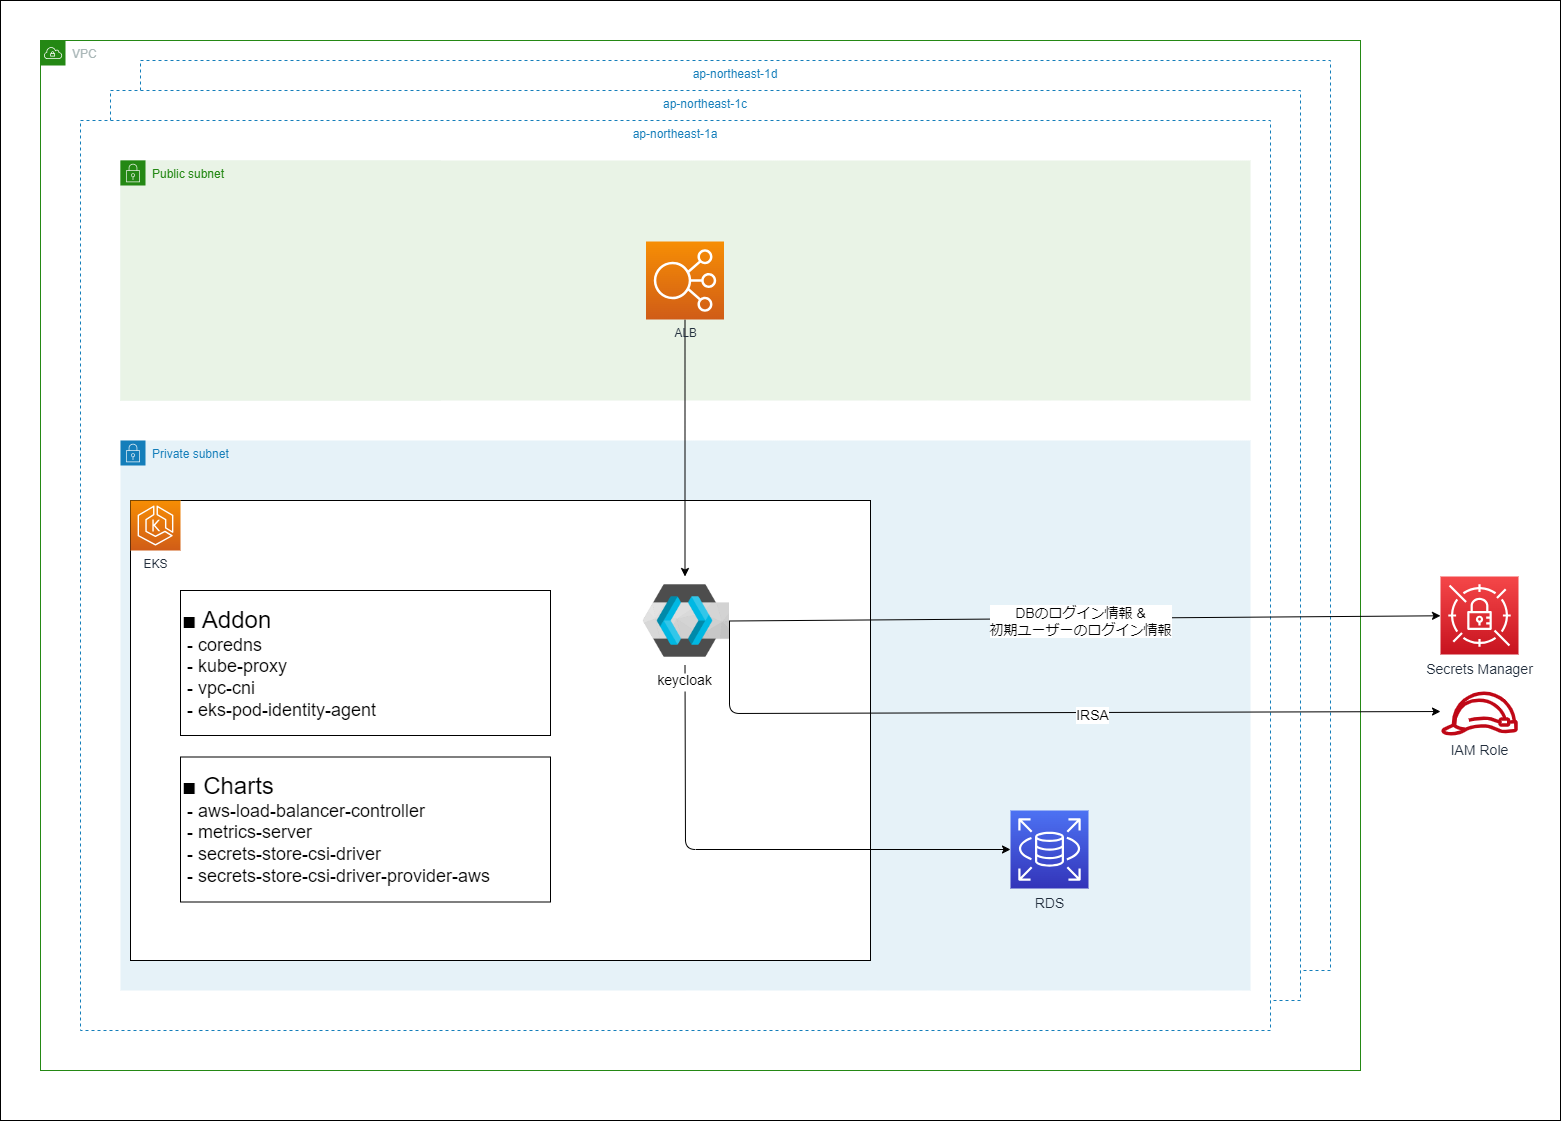 VPC
ap-northeast-1d
ap-northeast-1c
ap-northeast-1a
Public subnet
ALB
Private subnet
EKS
■ Addon
- coredns
- kube-proxy
- vpc-cni
- eks-pod-identity-agent
■ Charts
- aws-load-balancer-controller
- metrics-server
- secrets-store-csi-driver
- secrets-store-csi-driver-provider-aws
keycloak
DBのログイン情報 &
初期ユーザーのログイン情報
Secrets Manager
IRSA
IAM Role
RDS